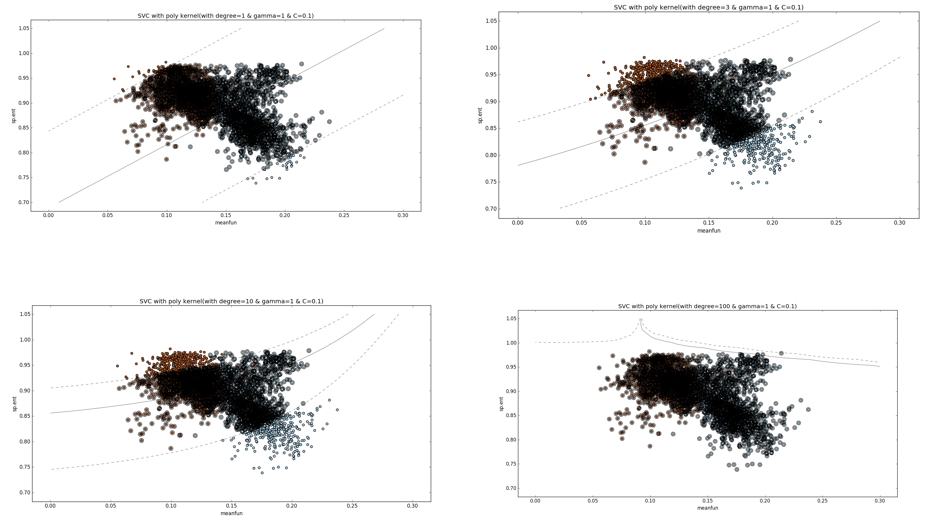 SVC with poly kernel(with degree=1 & gamma=1 & C=0.1)
1.05
1.00
0.95
0.90
0.85
0.80
0.75
0.70
sp.ent
0.00 0.05 0.10 0.15 0.20 0.25 0.30
meanfun
SVC with poly kernel(with degree=3 & gamma=1 & C=0.1)
1.05
1.00
0.95
0.90
0.85
0.80
0.75
0.70
sp.ent
0.00 0.05 0.10 0.15 0.20 0.25 0.30
meanfun
SVC with poly kernel(with degree=10 & gamma=1 & C=0.1)
1.05
1.00
0.95
0.90
0.85
0.80
0.75
0.70
sp.ent
0.00 0.05 0.10 0.15 0.20 0.25 0.30
meanfun
SVC with poly kernel(with degree=100 & gamma=1 & C=0.1)
1.05
1.00
0.95
0.90
0.85
0.80
0.75
0.70
sp.ent
0.00 0.05 0.10 0.15 0.20 0.25 0.30
meanfun